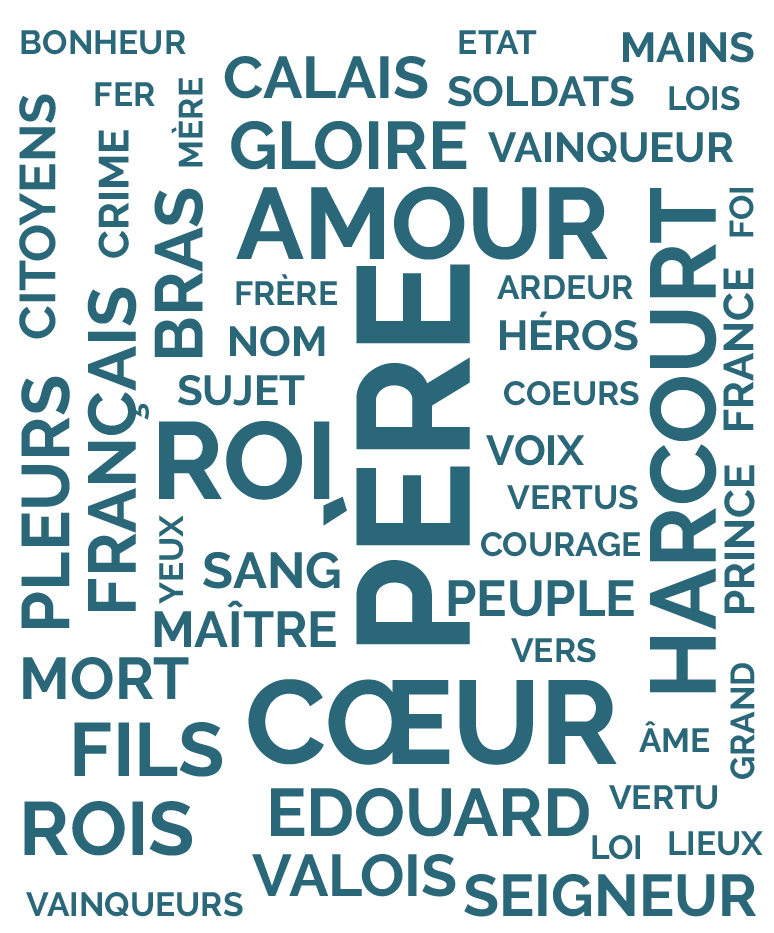 BONHEUR
ETAT
MAINS
CALAIS
FER
MÈRE
SOLDATS
LOIS
CITOYENS
CRIME
GLOIRE
VAINQUEUR
BRAS
AMOUR
HARCOURT
FOI
FRÈRE
PÈRE
ARDEUR
FRANCE
FRANÇAIS
NOM
HÉROS
SUJET
COEURS
PLEURS
ROI
VOIX
PRINCE
VERTUS
YEUX
SANG
COURAGE
PEUPLE
MAÎTRE
VERS
MORT
GRAND
CŒUR
FILS
ÂME
EDOUARD
VERTU
ROIS
LOI
LIEUX
VALOIS
VAINQUEURS
SEIGNEUR